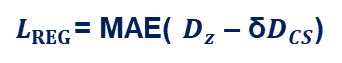 L_REG = MAE( D_z − δD_CS)